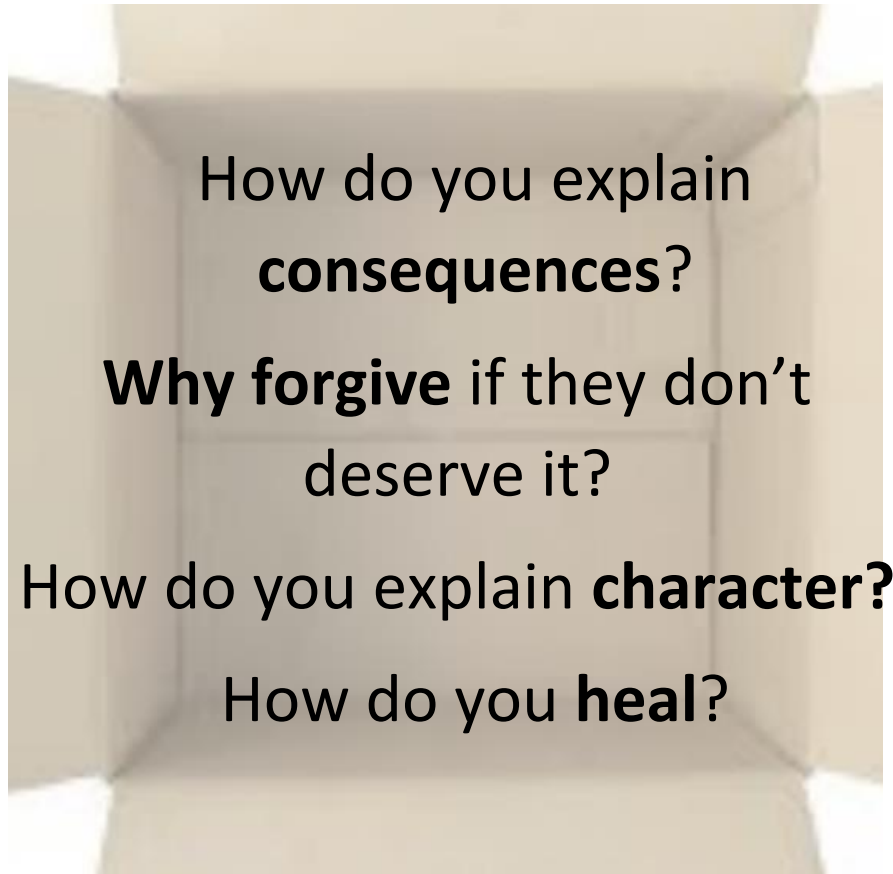 How do you explain
consequences?
Why forgive if they don’t
deserve it?
How do you explain character?
How do you heal?